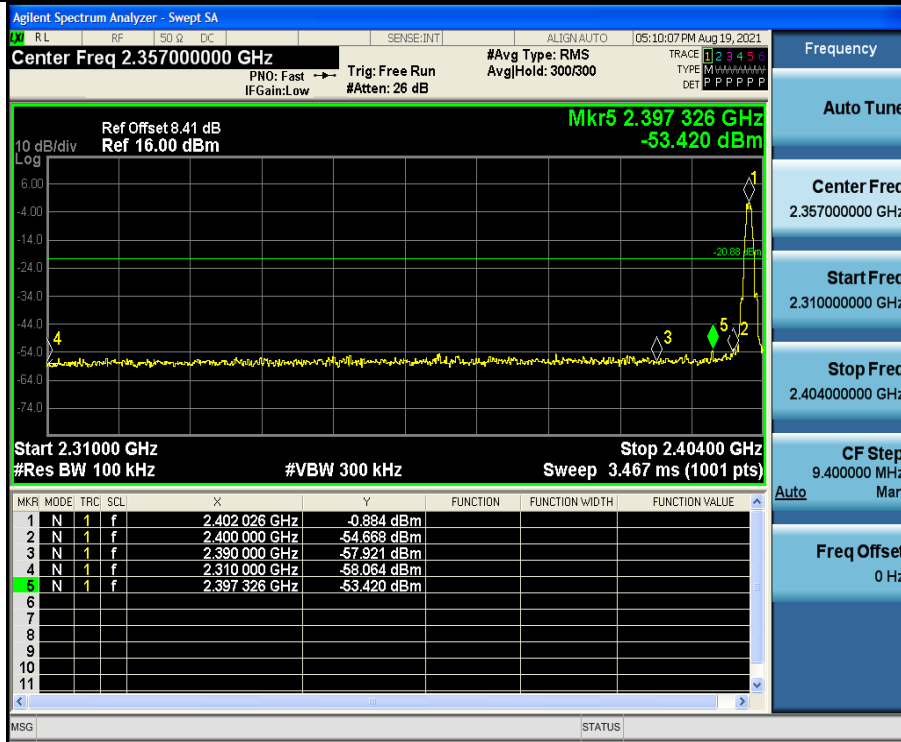 Agilent Spectrum Analyzer - Swept SA
LXI RL RF 50 Ω DC SENSE:INT ALIGN AUTO 05:10:07 PM Aug 19, 2021
Center Freq 2.357000000 GHz
PNO: Fast
IFGain:Low
Trig: Free Run
#Atten: 26 dB
#Avg Type: RMS
Avg|Hold: 300/300
TRACE 1 2 3 4 5 6
TYPE M
DET P P P P P P
Ref Offset 8.41 dB
Ref 16.00 dBm
10 dB/div
Log
Mkr5 2.397 326 GHz
-53.420 dBm
6.00
-4.00
-14.0
-24.0
-34.0
-44.0
-54.0
-64.0
-74.0
-20.88 dBm
1
2
3
4
5
Start 2.31000 GHz Stop 2.40400 GHz
#Res BW 100 kHz #VBW 300 kHz Sweep 3.467 ms (1001 pts)
MKR MODE TRC SCL X Y FUNCTION FUNCTION WIDTH FUNCTION VALUE
1 N 1 f 2.402 026 GHz -0.884 dBm
2 N 1 f 2.400 000 GHz -54.668 dBm
3 N 1 f 2.390 000 GHz -57.921 dBm
4 N 1 f 2.310 000 GHz -58.064 dBm
5 N 1 f 2.397 326 GHz -53.420 dBm
6
7
8
9
10
11
MSG STATUS
Frequency
Auto Tune
Center Freq
2.357000000 GHz
Start Freq
2.310000000 GHz
Stop Freq
2.404000000 GHz
CF Step
9.400000 MHz
Auto Man
Freq Offset
0 Hz